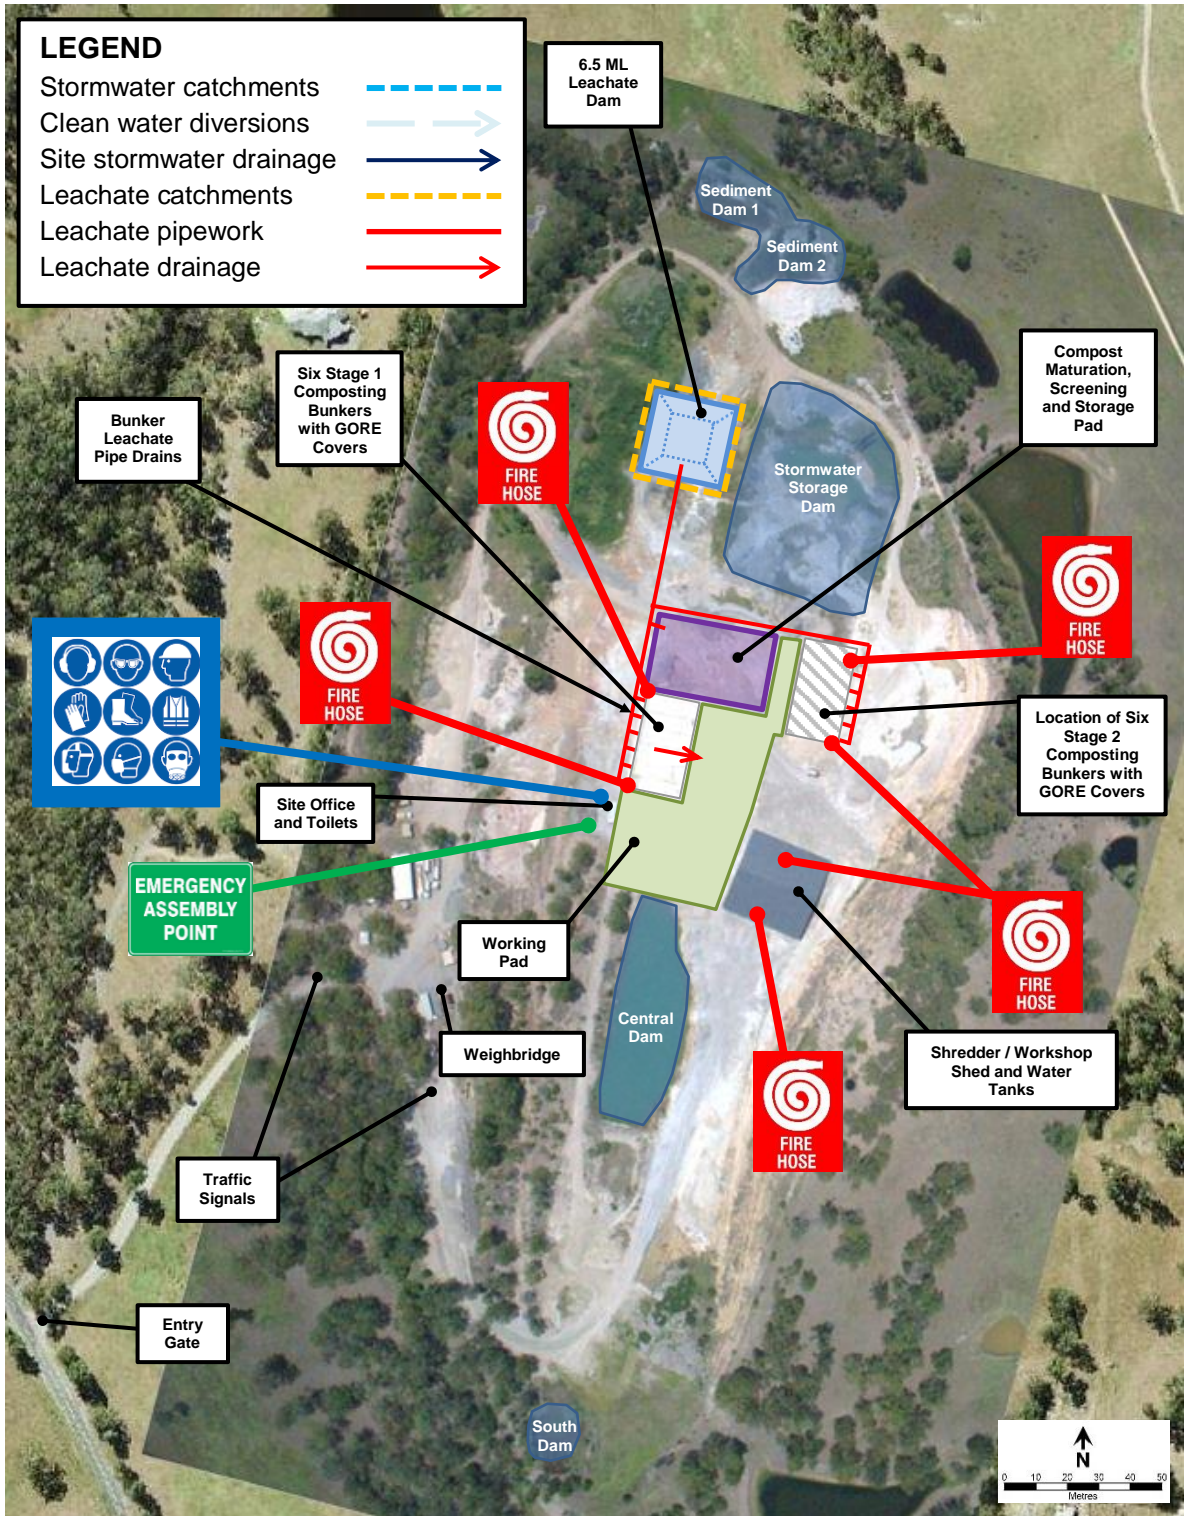 LEGEND
Stormwater catchments
Clean water diversions
Site stormwater drainage
Leachate catchments
Leachate pipework
Leachate drainage
6.5 ML
Leachate
Dam
Sediment
Dam 1
Sediment
Dam 2
Six Stage 1
Composting
Bunkers
with GORE
Covers
Compost
Maturation,
Screening
and Storage
Pad
Bunker
Leachate
Pipe Drains
FIRE
HOSE
Stormwater
Storage
Dam
FIRE
HOSE
FIRE
HOSE
Location of Six
Stage 2
Composting
Bunkers with
GORE Covers
Site Office
and Toilets
EMERGENCY
ASSEMBLY
POINT
Working
Pad
FIRE
HOSE
Central
Dam
Weighbridge
Shredder / Workshop
Shed and Water
Tanks
FIRE
HOSE
Traffic
Signals
Entry
Gate
South
Dam
N
0 10 20 30 40 50
Metres